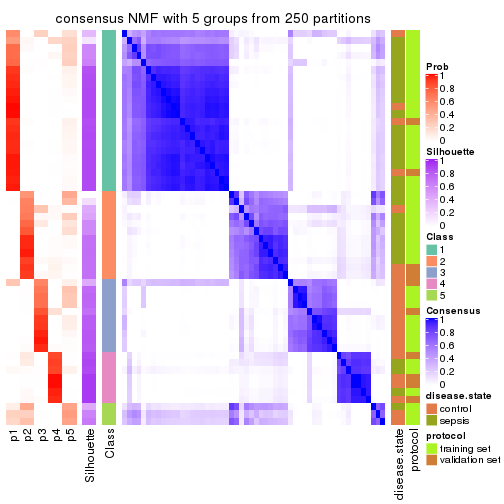 consensus NMF with 5 groups from 250 partitions
Prob
1
0.8
0.6
0.4
0.2
0
Silhouette
1
0.8
0.6
0.4
0.2
0
Class
1
2
3
4
5
Consensus
1
0.8
0.6
0.4
0.2
0
disease.state
control
sepsis
protocol
training set
validation set
p1
p2
p3
p4
p5
Silhouette
Class
disease.state
protocol